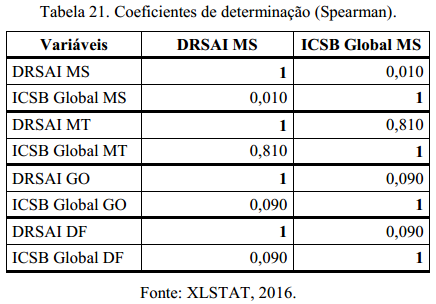 Tabela 21. Coeficientes de determinação (Spearman).
Variáveis DRSAI MS ICSB Global MS
DRSAI MS 1 0,010
ICSB Global MS 0,010 1
DRSAI MT 1 0,810
ICSB Global MT 0,810 1
DRSAI GO 1 0,090
ICSB Global GO 0,090 1
DRSAI DF 1 0,090
ICSB Global DF 0,090 1
Fonte: XLSTAT, 2016.